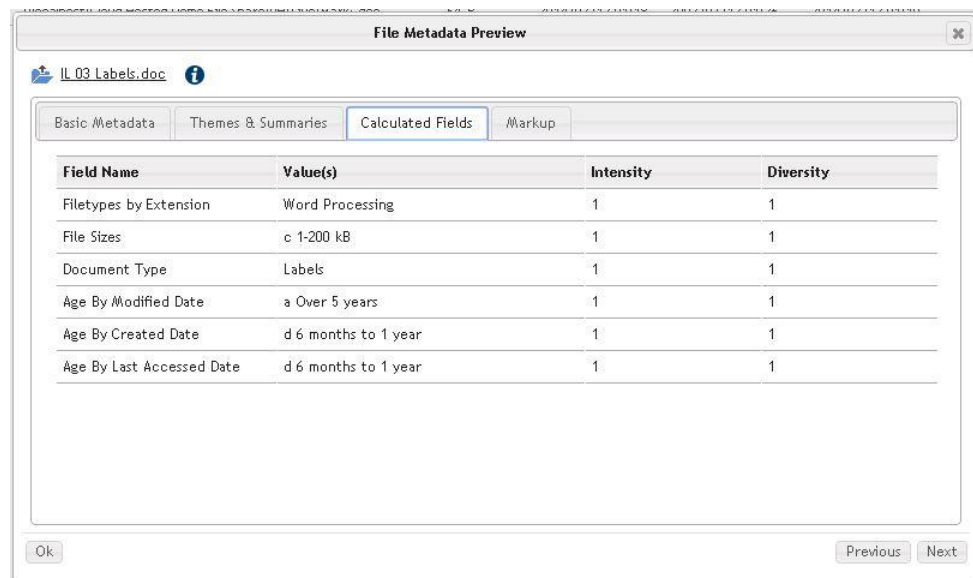 File Metadata Preview
IL 03 Labels.doc
Basic Metadata Themes & Summaries Calculated Fields Markup
Field Name Value(s) Intensity Diversity
Filetypes by Extension Word Processing 1 1
File Sizes c 1-200 kB 1 1
Document Type Labels 1 1
Age By Modified Date a Over 5 years 1 1
Age By Created Date d 6 months to 1 year 1 1
Age By Last Accessed Date d 6 months to 1 year 1 1
Ok Previous Next